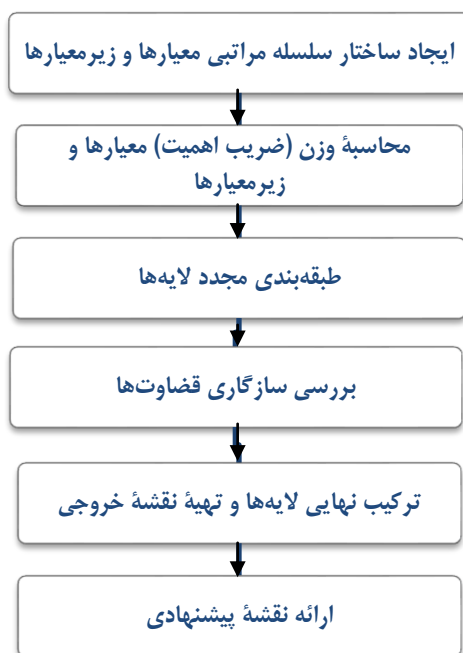 ایجاد ساختار سلسله مراتبی معیارها و زیرمعیارها
محاسبهٔ وزن (ضریب اهمیت) معیارها و
زیرمعیارها
طبقه‌بندی مجدد لایه‌ها
بررسی سازگاری قضاوت‌ها
ترکیب نهایی لایه‌ها و تهیهٔ نقشهٔ خروجی
ارائه نقشهٔ پیشنهادی